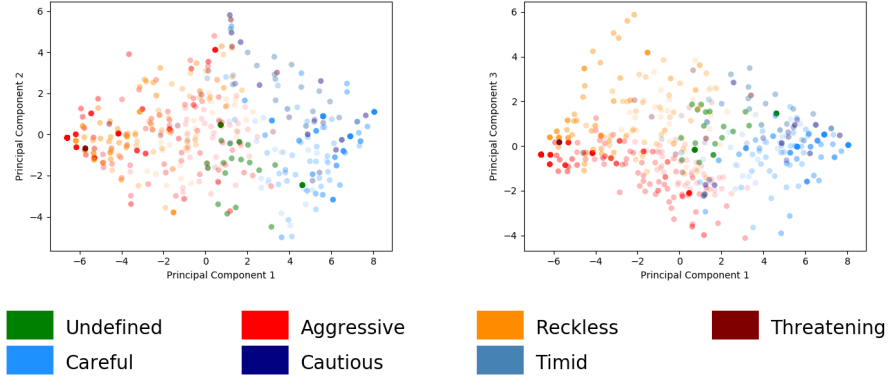 6
4
2
0
−2
−4
−6 −4 −2 0 2 4 6 8
Principal Component 1
Principal Component 2
6
4
2
0
−2
−4
−6 −4 −2 0 2 4 6 8
Principal Component 1
Principal Component 3
Undefined Aggressive Reckless Threatening
Careful Cautious Timid